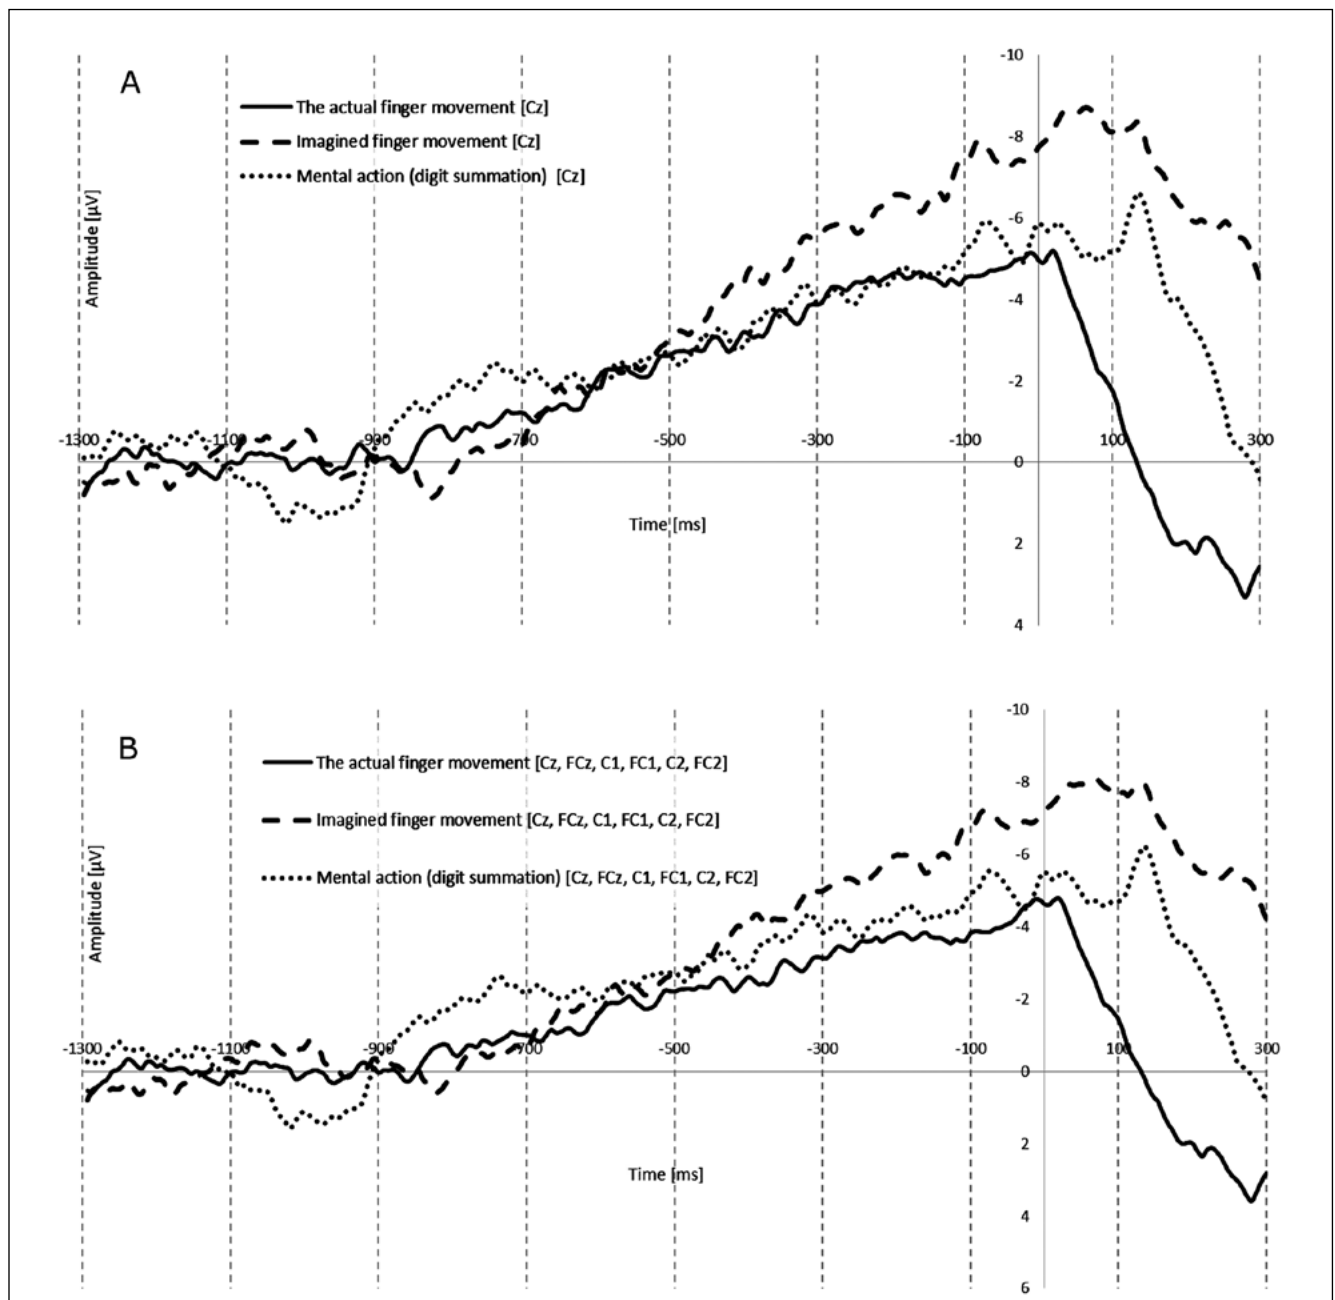 A
The actual finger movement [Cz]
Imagined finger movement [Cz]
Mental action (digit summation) [Cz]
Amplitude [µV]
-10
-8
-6
-4
-2
0
2
4
-1300 -1100 -900 -700 -500 -300 -100 100 300
Time [ms]
B
The actual finger movement [Cz, FCz, C1, FC1, C2, FC2]
Imagined finger movement [Cz, FCz, C1, FC1, C2, FC2]
Mental action (digit summation) [Cz, FCz, C1, FC1, C2, FC2]
Amplitude [µV]
-10
-8
-6
-4
-2
0
2
4
6
-1300 -1100 -900 -700 -500 -300 -100 100 300
Time [ms]